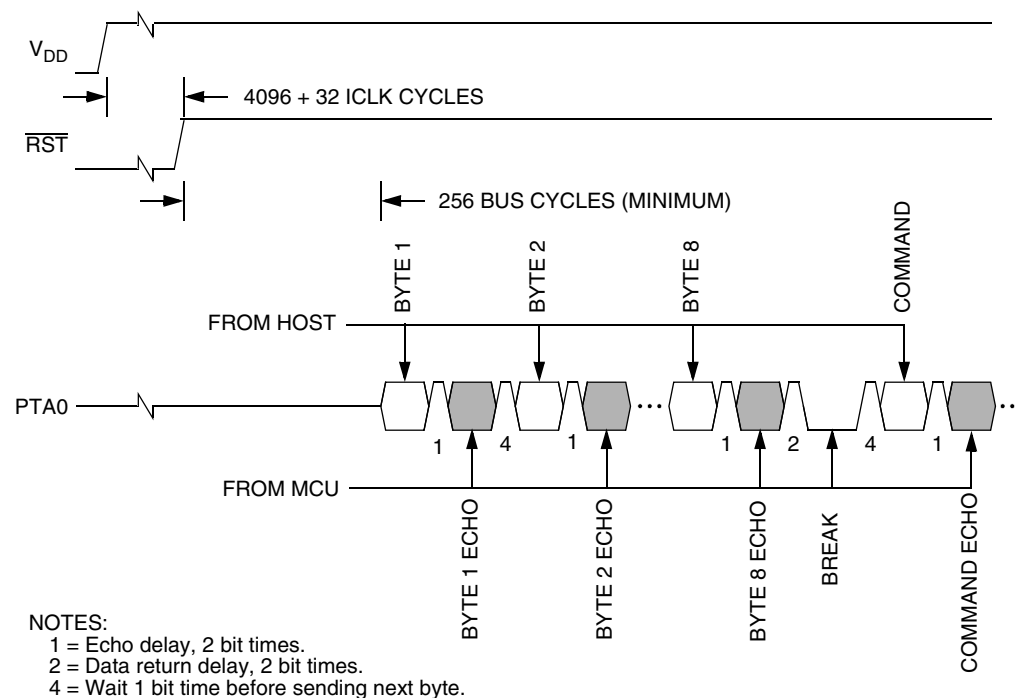 VDD
4096 + 32 ICLK CYCLES
RST
256 BUS CYCLES (MINIMUM)
BYTE 1
BYTE 2
BYTE 8
COMMAND
FROM HOST
PTA0
...
..
1
4
1
1
2
4
1
FROM MCU
BYTE 1 ECHO
BYTE 2 ECHO
BYTE 8 ECHO
BREAK
COMMAND ECHO
NOTES:
1 = Echo delay, 2 bit times.
2 = Data return delay, 2 bit times.
4 = Wait 1 bit time before sending next byte.